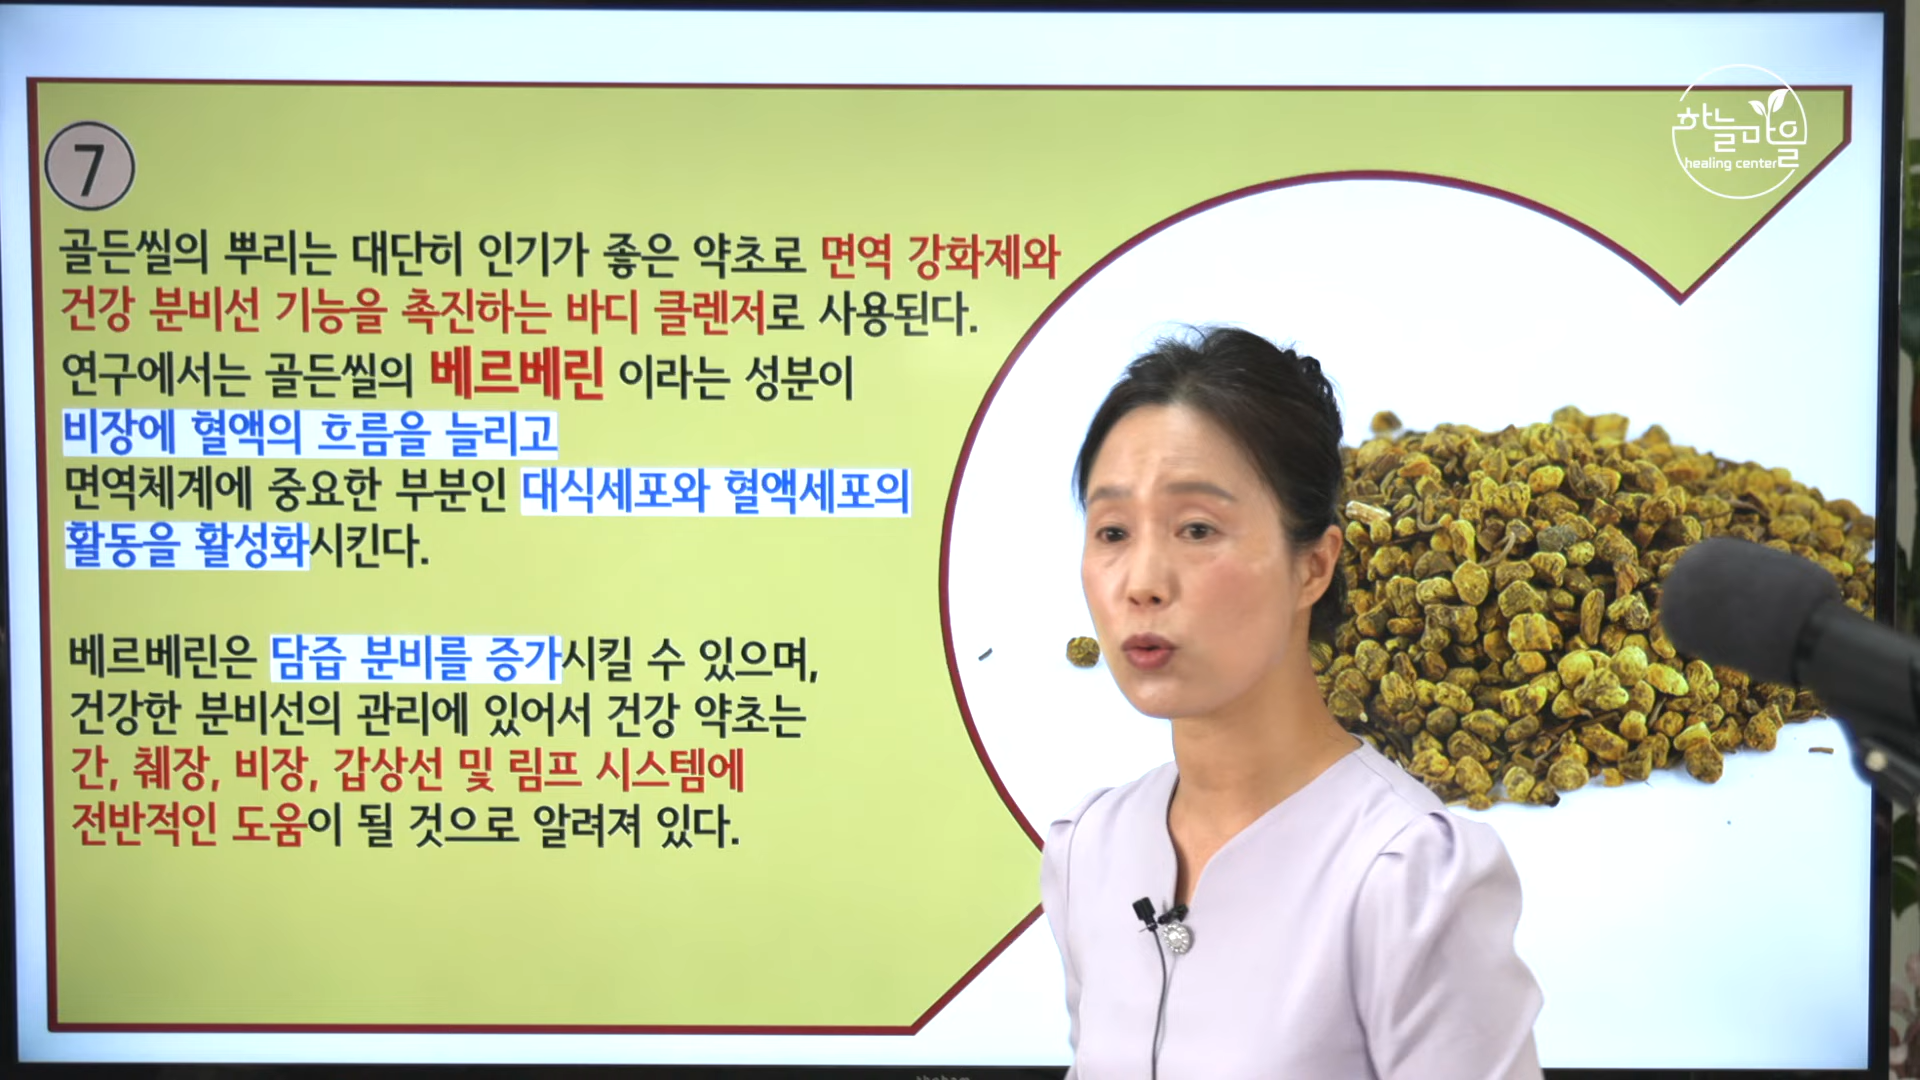 하늘마을
healing center
7
골든씰의 뿌리는 대단히 인기가 좋은 약초로 면역 강화제와
건강 분비선 기능을 촉진하는 바디 클렌저로 사용된다.
연구에서는 골든씰의 베르베린 이라는 성분이
비장에 혈액의 흐름을 늘리고
면역체계에 중요한 부분인 대식세포와 혈액세포의
활동을 활성화시킨다.
베르베린은 담즙 분비를 증가시킬 수 있으며,
건강한 분비선의 관리에 있어서 건강 약초는
간, 췌장, 비장, 갑상선 및 림프 시스템에
전반적인 도움이 될 것으로 알려져 있다.